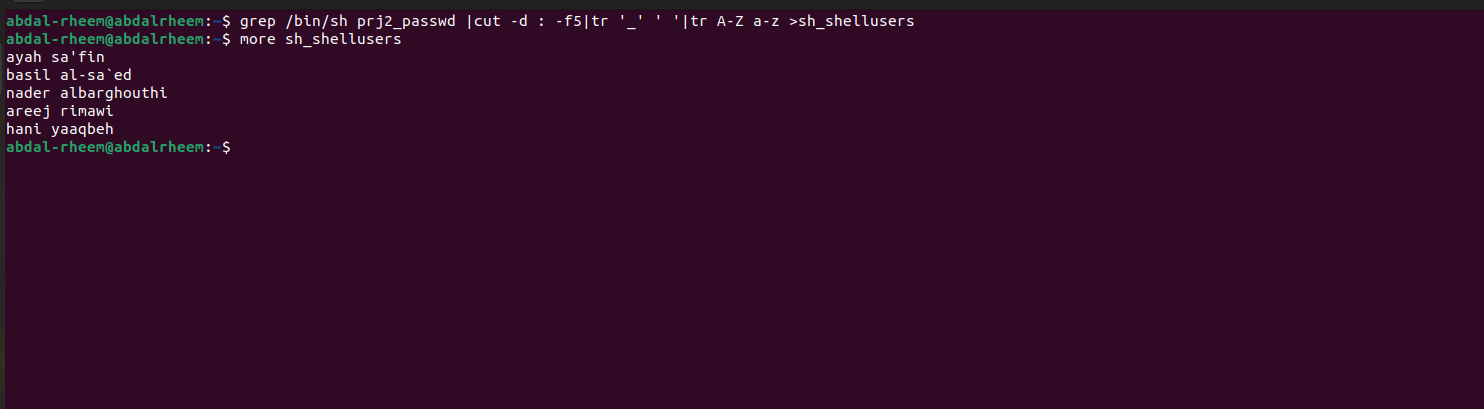 abdal-rheem@abdalrheem:~$ grep /bin/sh prj2_passwd |cut -d : -f5|tr '_' ' '|tr A-Z a-z >sh_shellusers
abdal-rheem@abdalrheem:~$ more sh_shellusers
ayah sa'fin
basil al-sa`ed
nader albarghouthi
areej rimawi
hani yaaqbeh
abdal-rheem@abdalrheem:~$